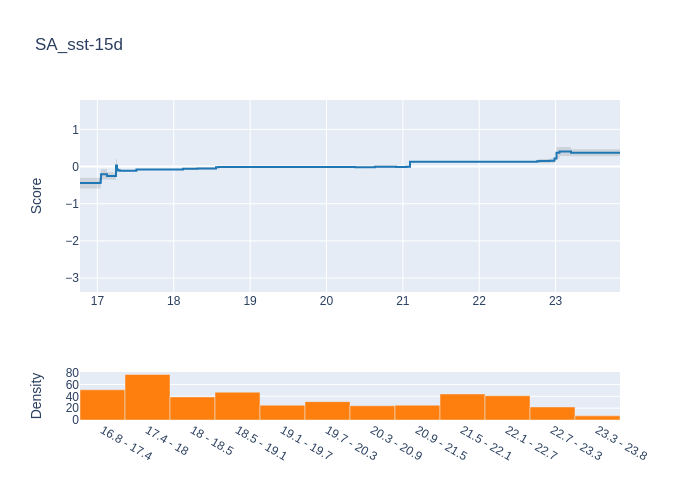 SA_sst-15d
Score
1
0
−1
−2
−3
17 18 19 20 21 22 23
Density
80
60
40
20
0
16.8 - 17.4
17.4 - 18
18 - 18.5
18.5 - 19.1
19.1 - 19.7
19.7 - 20.3
20.3 - 20.9
20.9 - 21.5
21.5 - 22.1
22.1 - 22.7
22.7 - 23.3
23.3 - 23.8